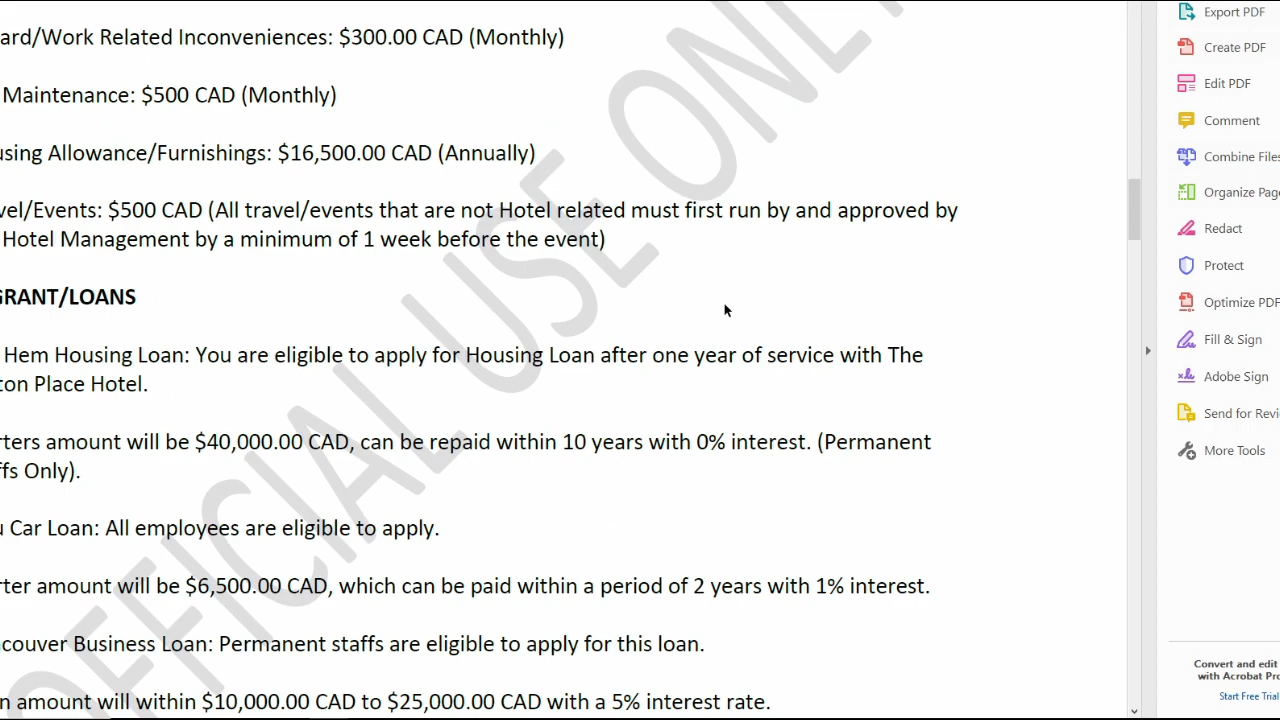 ard/Work Related Inconveniences: $300.00 CAD (Monthly)
Maintenance: $500 CAD (Monthly)
using Allowance/Furnishings: $16,500.00 CAD (Annually)
vel/Events: $500 CAD (All travel/events that are not Hotel related must first run by and approved by
Hotel Management by a minimum of 1 week before the event)
GRANT/LOANS
Hem Housing Loan: You are eligible to apply for Housing Loan after one year of service with The
ton Place Hotel.
rters amount will be $40,000.00 CAD, can be repaid within 10 years with 0% interest. (Permanent
ffs Only).
u Car Loan: All employees are eligible to apply.
rter amount will be $6,500.00 CAD, which can be paid within a period of 2 years with 1% interest.
couver Business Loan: Permanent staffs are eligible to apply for this loan.
n amount will within $10,000.00 CAD to $25,000.00 CAD with a 5% interest rate.
OFFICIAL USE ONL
Export PDF
Create PDF
Edit PDF
Comment
Combine Files
Organize Page
Redact
Protect
Optimize PDF
Fill & Sign
Adobe Sign
Send for Revi
More Tools
Convert and edit
with Acrobat Pro
Start Free Trial